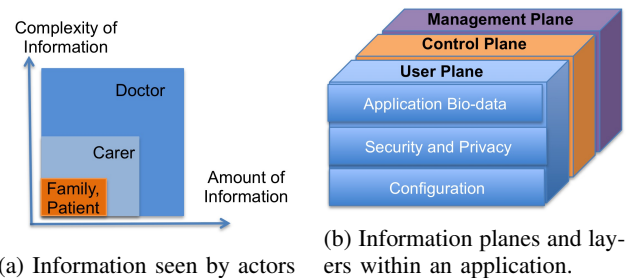 Complexity of
Information
Doctor
Carer
Family,
Patient
Amount of
Information
(a) Information seen by actors
Management Plane
Control Plane
User Plane
Application Bio-data
Security and Privacy
Configuration
(b) Information planes and lay-
ers within an application.